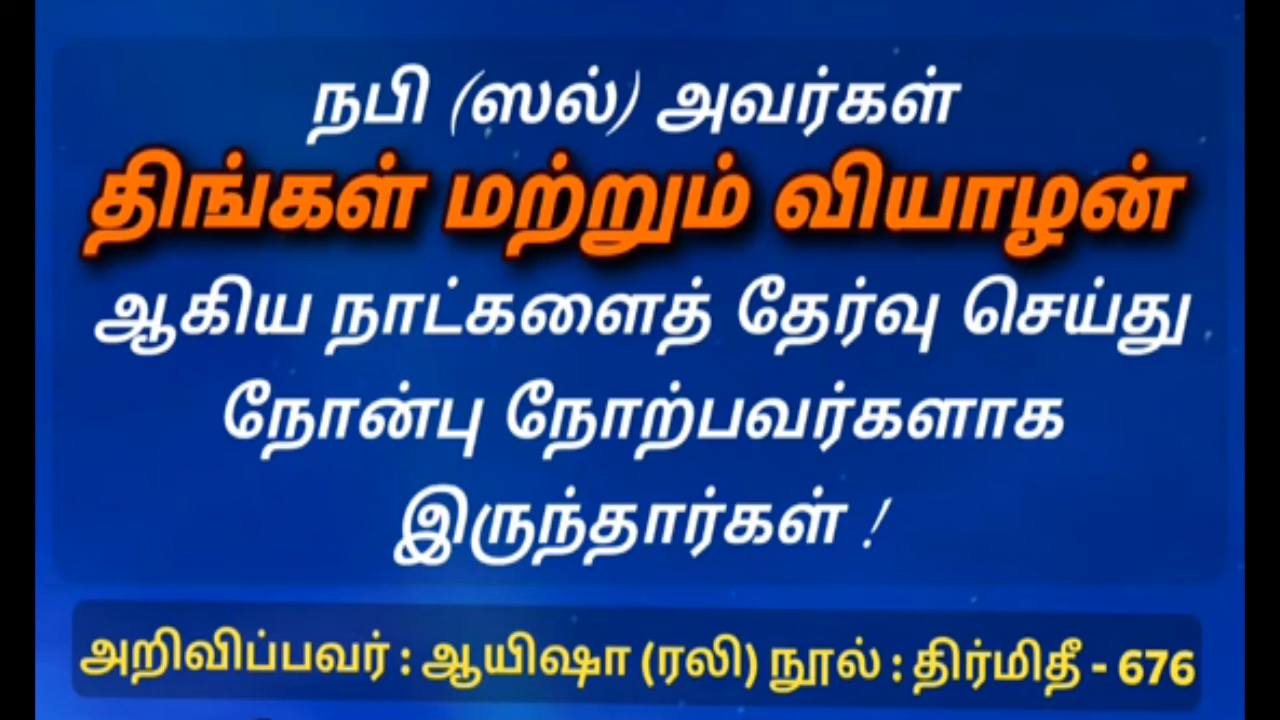 நபி (ஸல்) அவர்கள்
திங்கள் மற்றும் வியாழன்
ஆகிய நாட்களைத் தேர்வு செய்து
நோன்பு நோற்பவர்களாக
இருந்தார்கள் !
அறிவிப்பவர் : ஆயிஷா (ரலி) நூல் : திர்மிதீ - 676